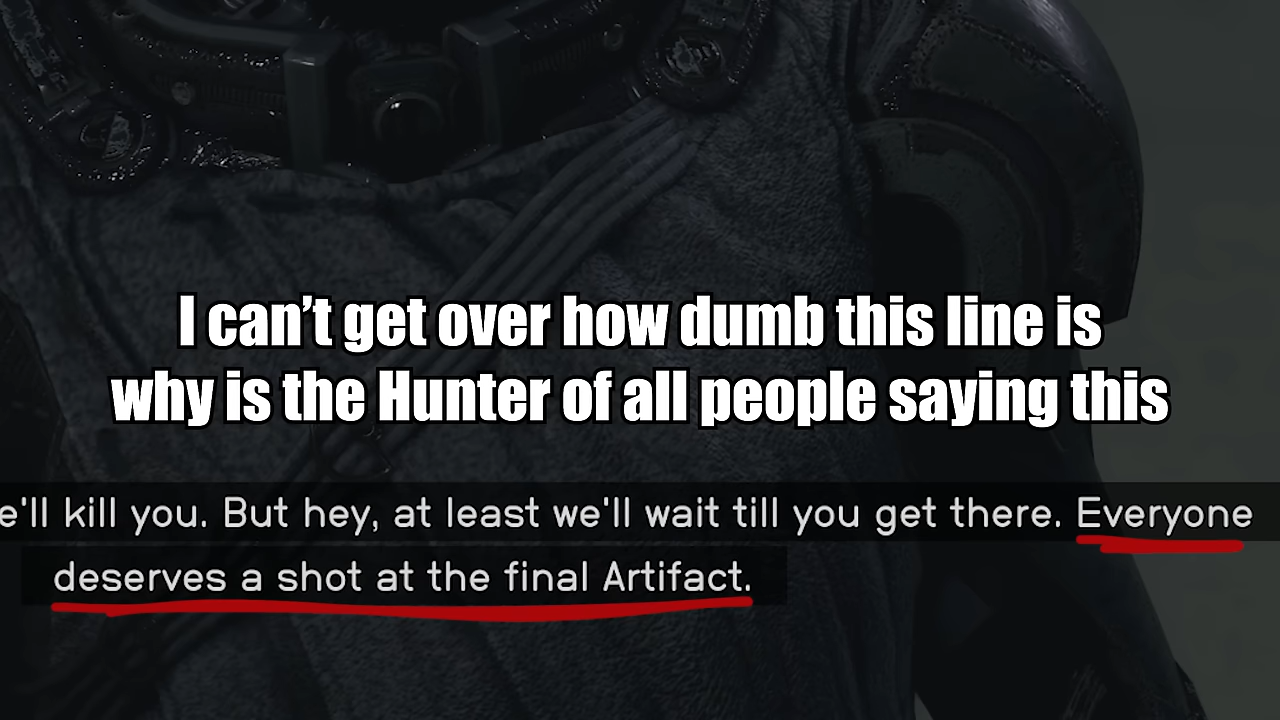 I can’t get over how dumb this line is
why is the Hunter of all people saying this
e'll kill you. But hey, at least we'll wait till you get there. Everyone
deserves a shot at the final Artifact.